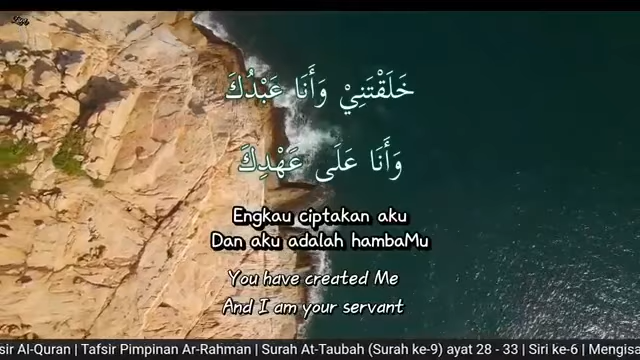 خَلَقْتَنِيْ وَأَنَا عَبْدُكَ
وَأَنَا عَلَى عَهْدِكَ
Engkau ciptakan aku
Dan aku adalah hambaMu
You have created Me
And I am your servant
sir Al-Quran | Tafsir Pimpinan Ar-Rahman | Surah At-Taubah (Surah ke-9) ayat 28 - 33 | Siri ke-6 | Mengisa